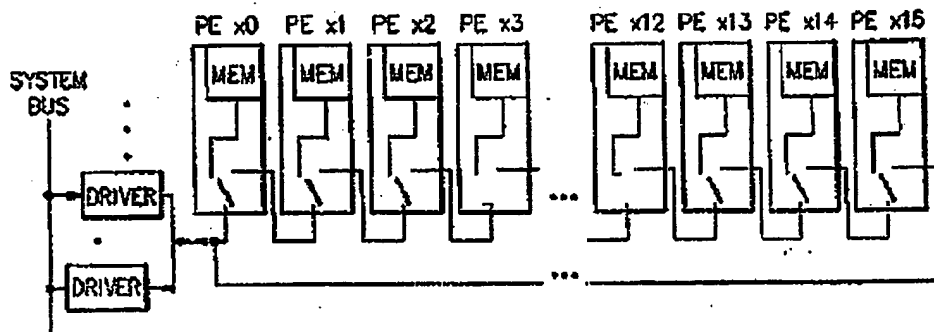 PE x0 PE x1 PE x2 PE x3 PE x12 PE x13 PE x14 PE x15
MEM MEM MEM MEM MEM MEM MEM MEM
SYSTEM
BUS
DRIVER
DRIVER